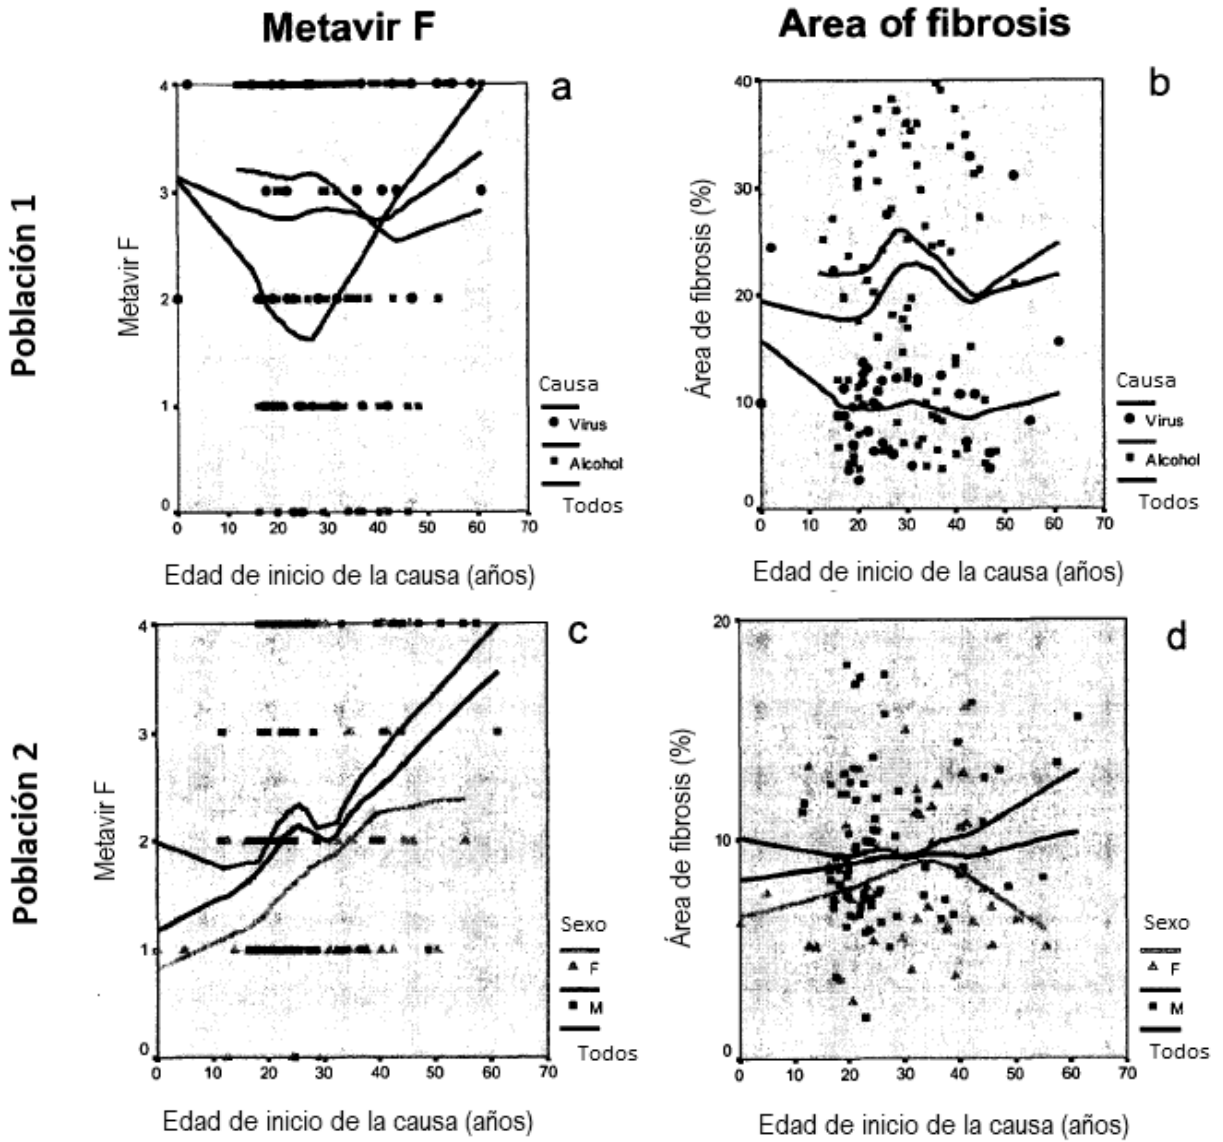 Metavir F
Area of fibrosis
Población 1
a
Metavir F
4
3
2
1
0
0 10 20 30 40 50 60 70
Edad de inicio de la causa (años)
Causa
Virus
Alcohol
Todos
b
Área de fibrosis (%)
40
30
20
10
0
0 10 20 30 40 50 60 70
Edad de inicio de la causa (años)
Causa
Virus
Alcohol
Todos
Población 2
c
Metavir F
4
3
2
1
0
0 10 20 30 40 50 60 70
Edad de inicio de la causa (años)
Sexo
F
M
Todos
d
Área de fibrosis (%)
20
10
0
0 10 20 30 40 50 60 70
Edad de inicio de la causa (años)
Sexo
F
M
Todos